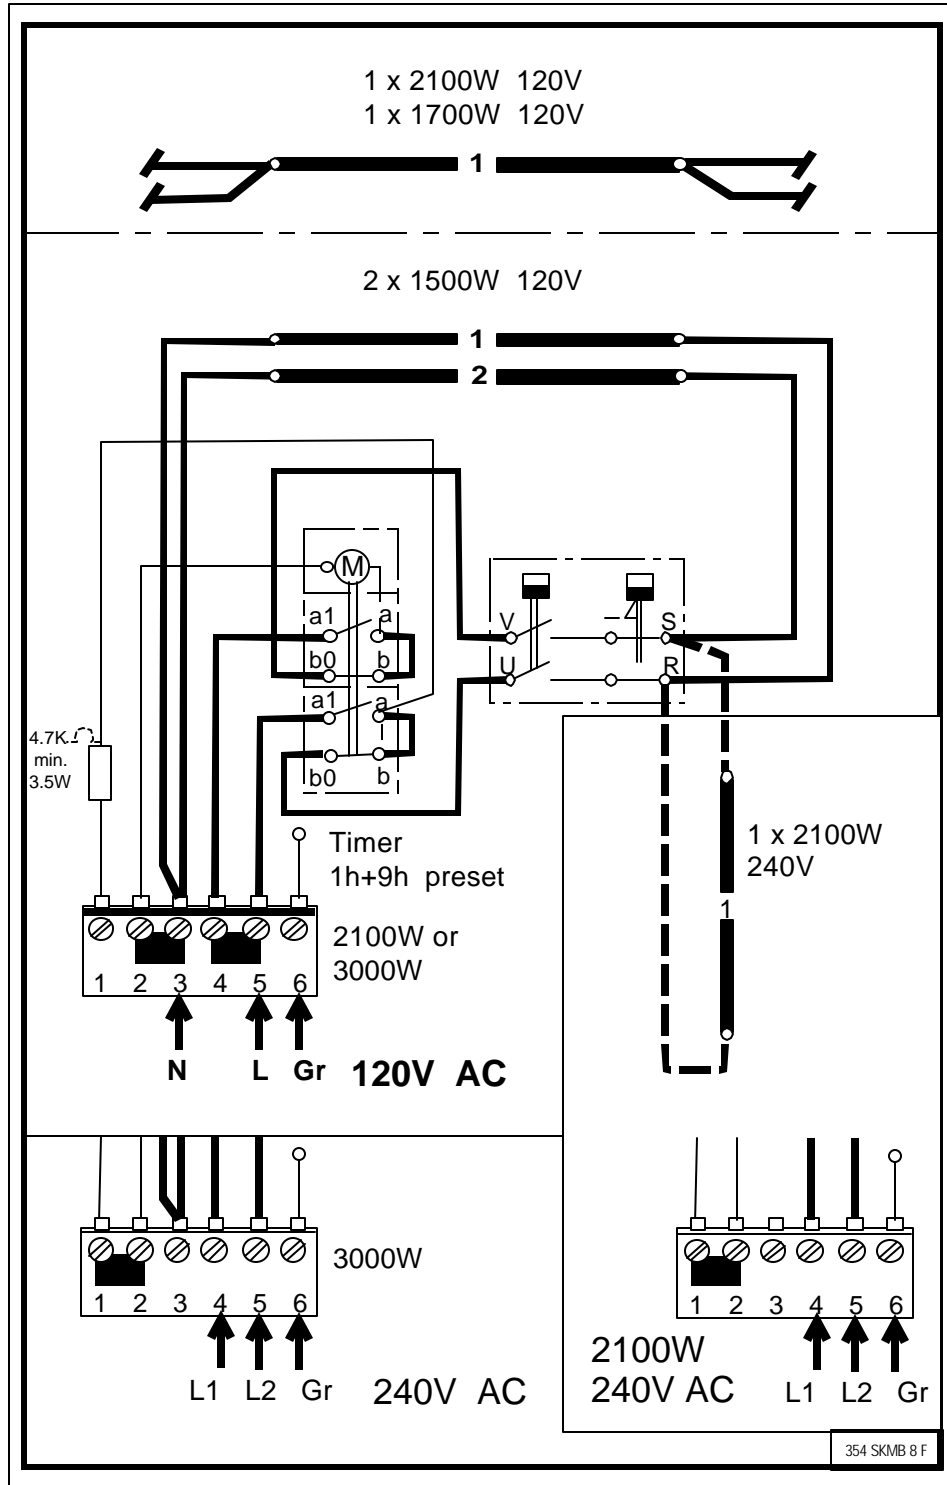 1 x 2100W 120V
1 x 1700W 120V
1
2 x 1500W 120V
1
2
M
a1 a
b0 b
a1 a
b0 b
V S
U R
4.7K
min.
3.5W
Timer
1h+9h preset
1 x 2100W
240V
1
2100W or
3000W
1 2 3 4 5 6
N L Gr 120V AC
3000W
1 2 3 4 5 6
L1 L2 Gr 240V AC
1 2 3 4 5 6
2100W
240V AC L1 L2 Gr
354 SKMB 8 F